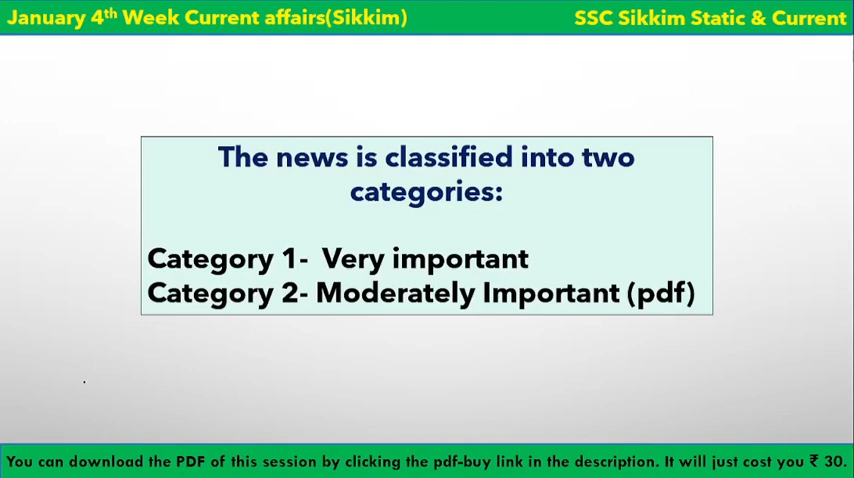 January 4th Week Current affairs(Sikkim) SSC Sikkim Static & Current
The news is classified into two
categories:
Category 1- Very important
Category 2- Moderately Important (pdf)
You can download the PDF of this session by clicking the pdf-buy link in the description. It will just cost you ₹ 30.